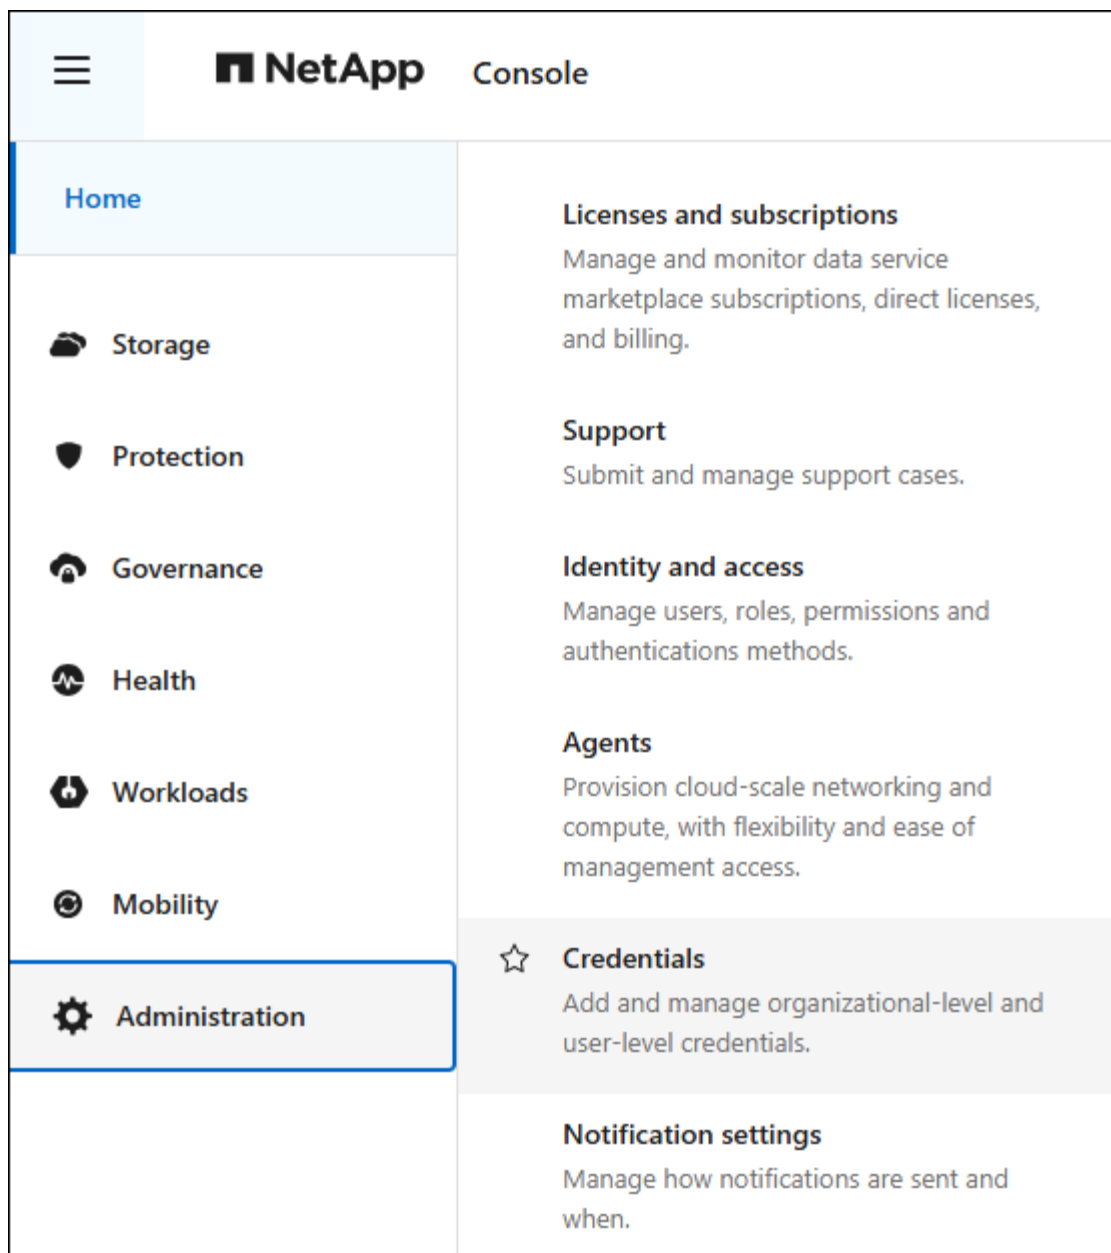 NetApp Console
Home
Storage
Protection
Governance
Health
Workloads
Mobility
Administration
Licenses and subscriptions
Manage and monitor data service
marketplace subscriptions, direct licenses,
and billing.
Support
Submit and manage support cases.
Identity and access
Manage users, roles, permissions and
authentications methods.
Agents
Provision cloud-scale networking and
compute, with flexibility and ease of
management access.
Credentials
Add and manage organizational-level and
user-level credentials.
Notification settings
Manage how notifications are sent and
when.